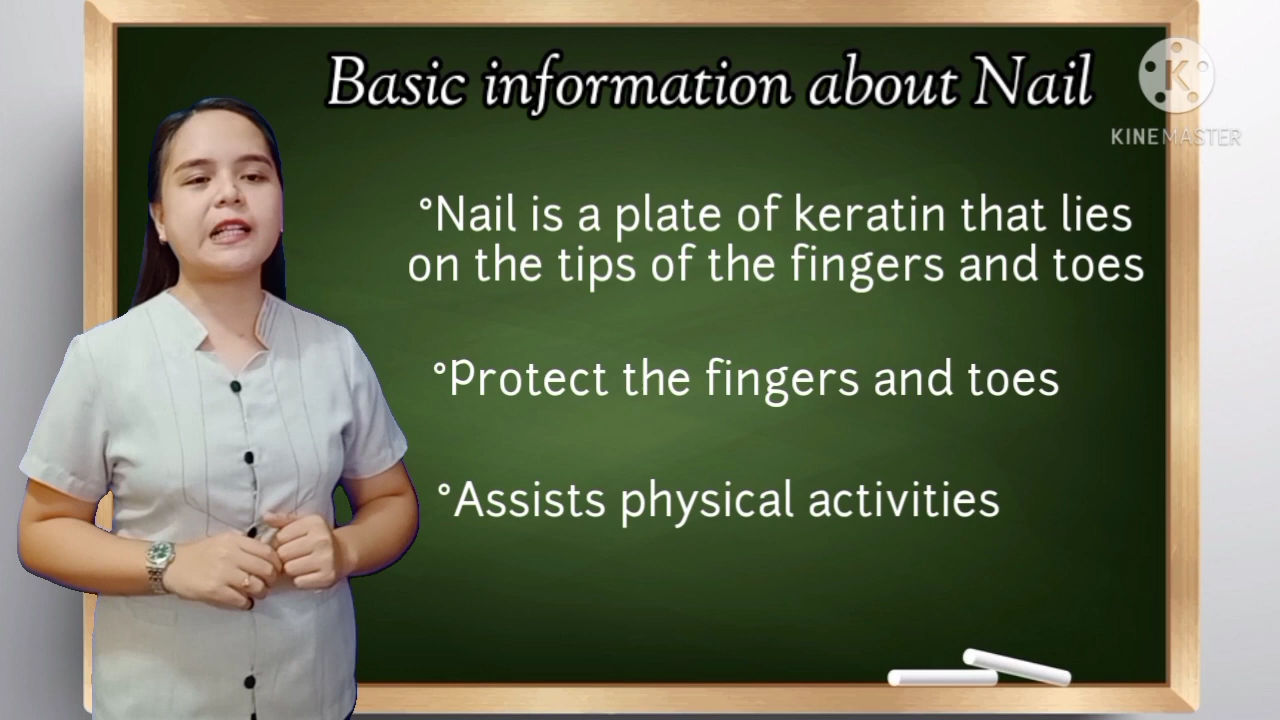 Basic information about Nail
K
KINEMASTER
°Nail is a plate of keratin that lies
on the tips of the fingers and toes
°Protect the fingers and toes
°Assists physical activities